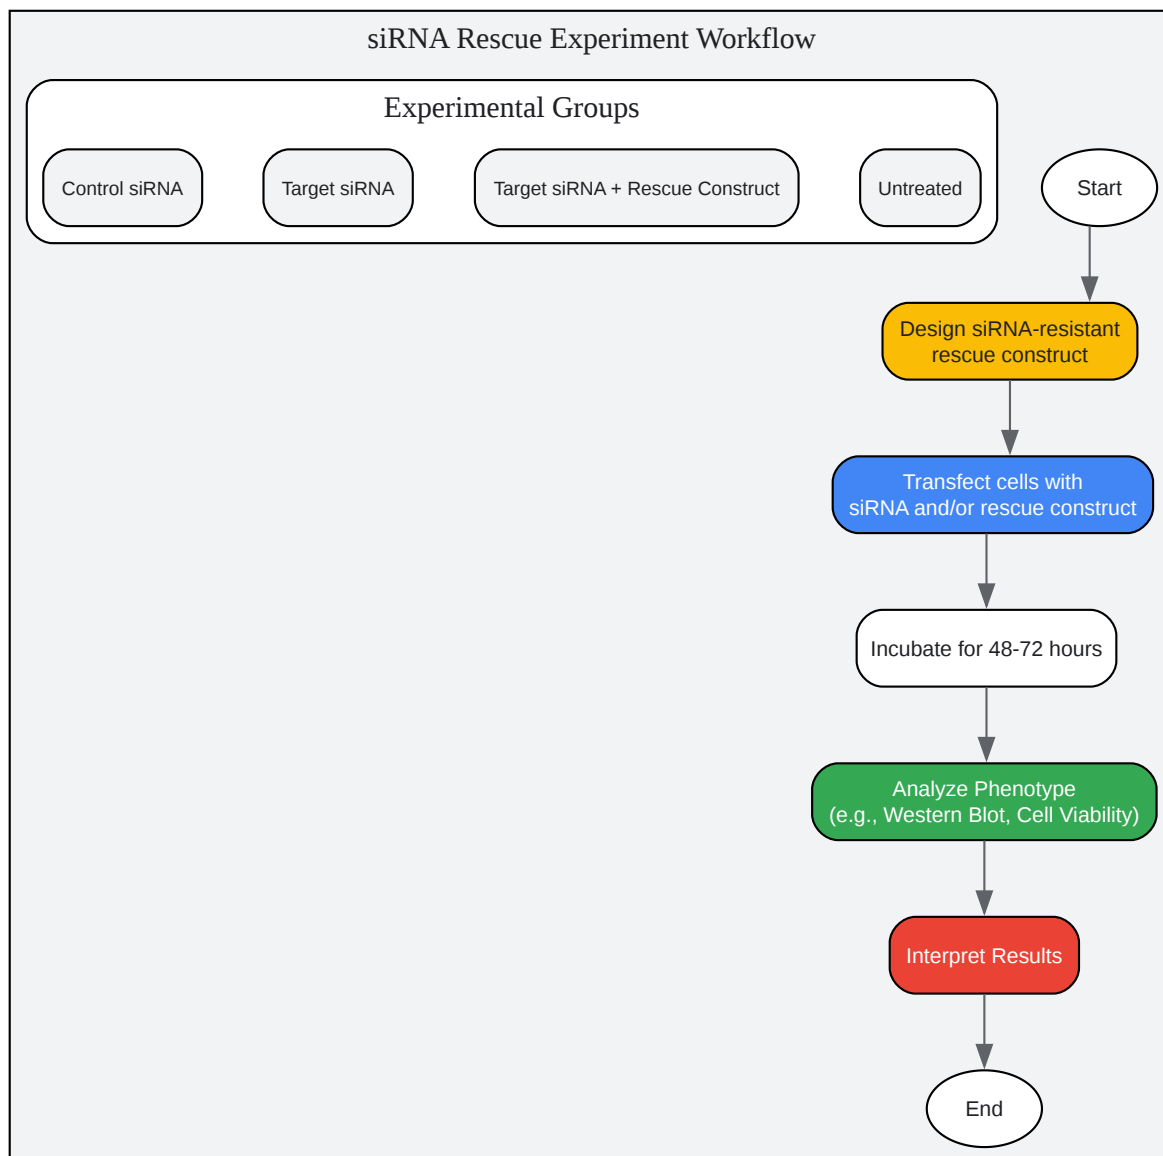 siRNA Rescue Experiment Workflow
Experimental Groups
Control siRNA
Target siRNA
Target siRNA + Rescue Construct
Untreated
Start
Design siRNA-resistant
rescue construct
Transfect cells with
siRNA and/or rescue construct
Incubate for 48-72 hours
Analyze Phenotype
(e.g., Western Blot, Cell Viability)
Interpret Results
End